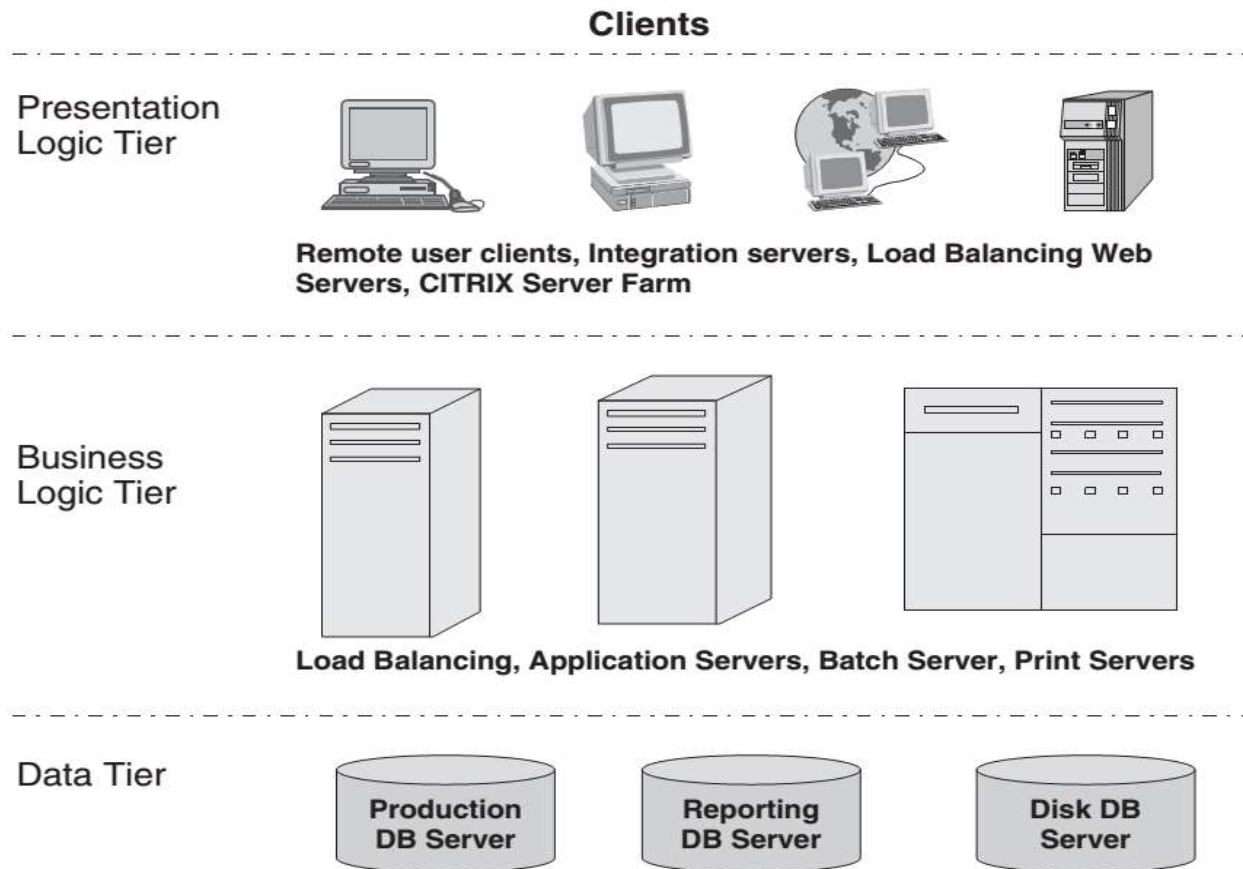 Clients
Presentation
Logic Tier
Remote user clients, Integration servers, Load Balancing Web
Servers, CITRIX Server Farm
Business
Logic Tier
Load Balancing, Application Servers, Batch Server, Print Servers
Data Tier
Production
DB Server
Reporting
DB Server
Disk DB
Server